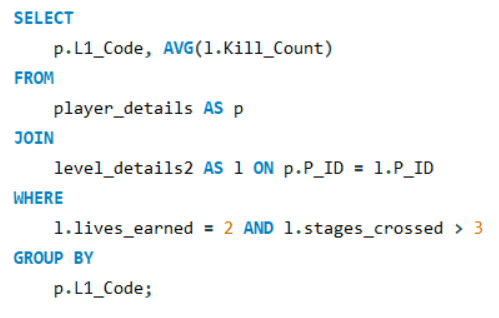 SELECT
p.L1_Code, AVG(l.Kill_Count)
FROM
player_details AS p
JOIN
level_details2 AS l ON p.P_ID = l.P_ID
WHERE
l.lives_earned = 2 AND l.stages_crossed > 3
GROUP BY
p.L1_Code;